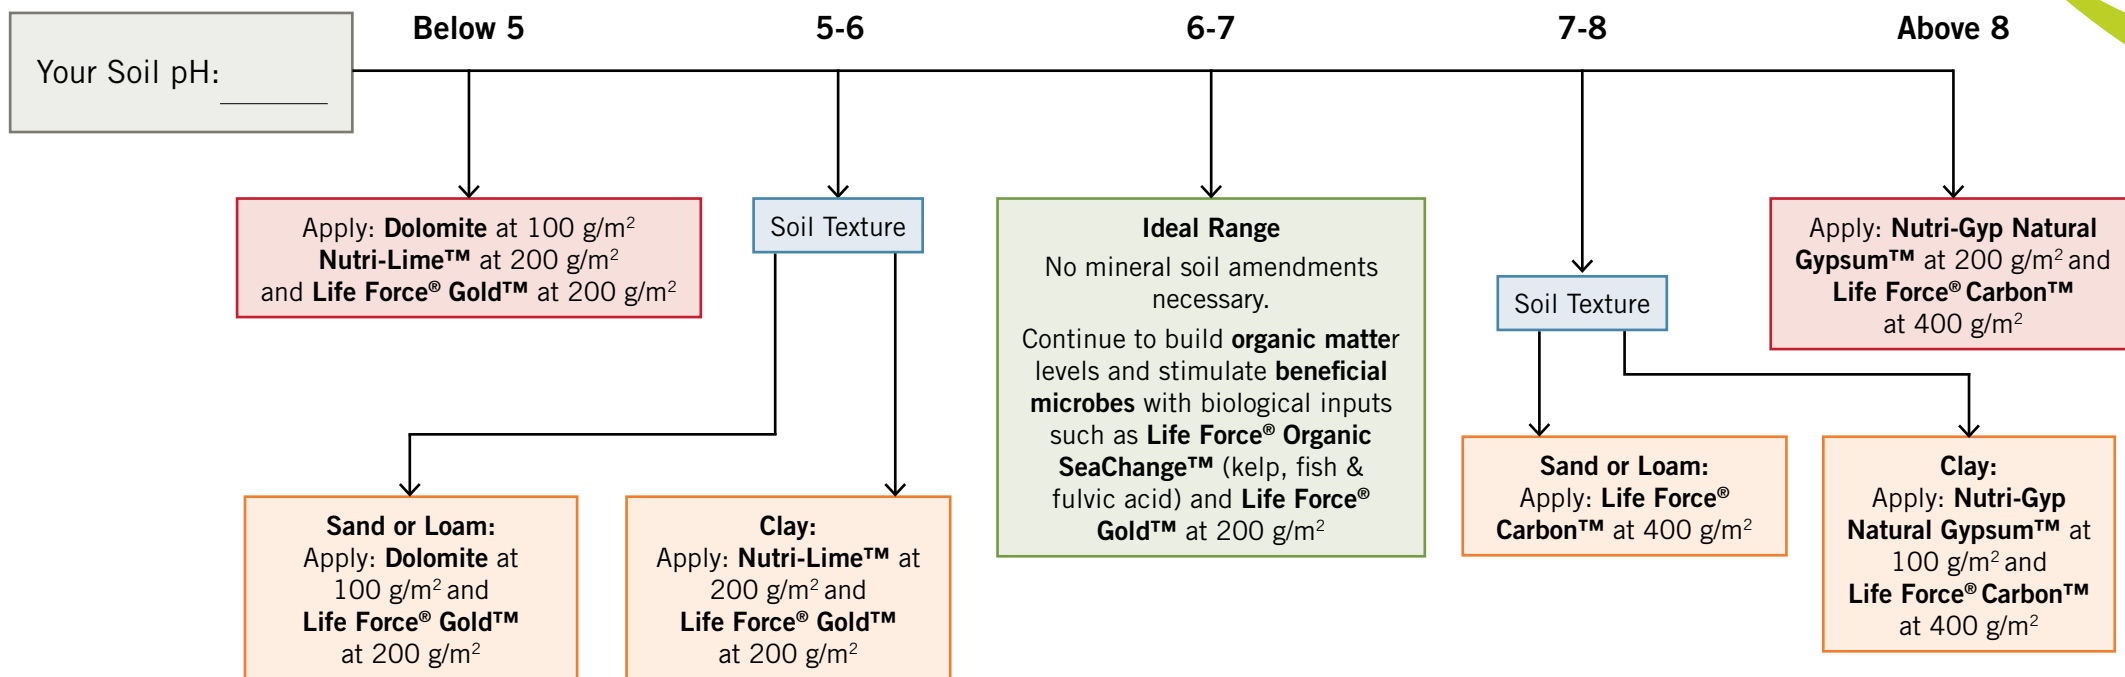 Your Soil pH:
Below 5
5-6
6-7
7-8
Above 8
Apply: Dolomite at 100 g/m²
Nutri-Lime™ at 200 g/m²
and Life Force® Gold™ at 200 g/m²
Soil Texture
Sand or Loam:
Apply: Dolomite at
100 g/m² and
Life Force® Gold™
at 200 g/m²
Clay:
Apply: Nutri-Lime™ at
200 g/m² and
Life Force® Gold™
at 200 g/m²
Ideal Range
No mineral soil amendments
necessary.
Continue to build organic matter
levels and stimulate beneficial
microbes with biological inputs
such as Life Force® Organic
SeaChange™ (kelp, fish &
fulvic acid) and Life Force®
Gold™ at 200 g/m²
Soil Texture
Sand or Loam:
Apply: Life Force®
Carbon™ at 400 g/m²
Clay:
Apply: Nutri-Gyp
Natural Gypsum™ at
100 g/m² and
Life Force® Carbon™
at 400 g/m²
Apply: Nutri-Gyp Natural
Gypsum™ at 200 g/m² and
Life Force® Carbon™
at 400 g/m²